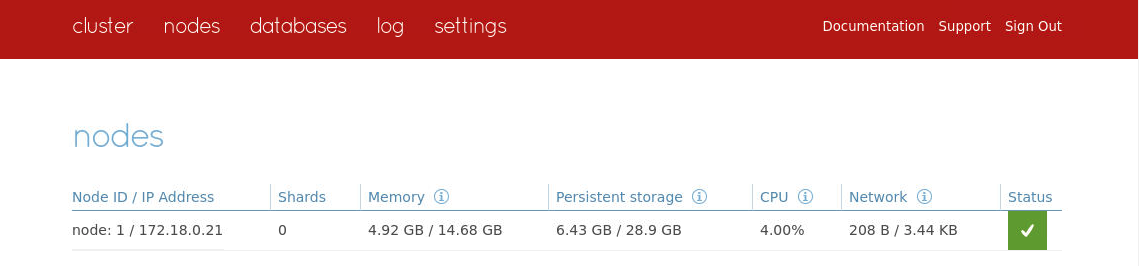 cluster nodes databases log settings Documentation Support Sign Out
nodes
Node ID / IP Address Shards Memory Persistent storage CPU Network Status
node: 1 / 172.18.0.21 0 4.92 GB / 14.68 GB 6.43 GB / 28.9 GB 4.00% 208 B / 3.44 KB